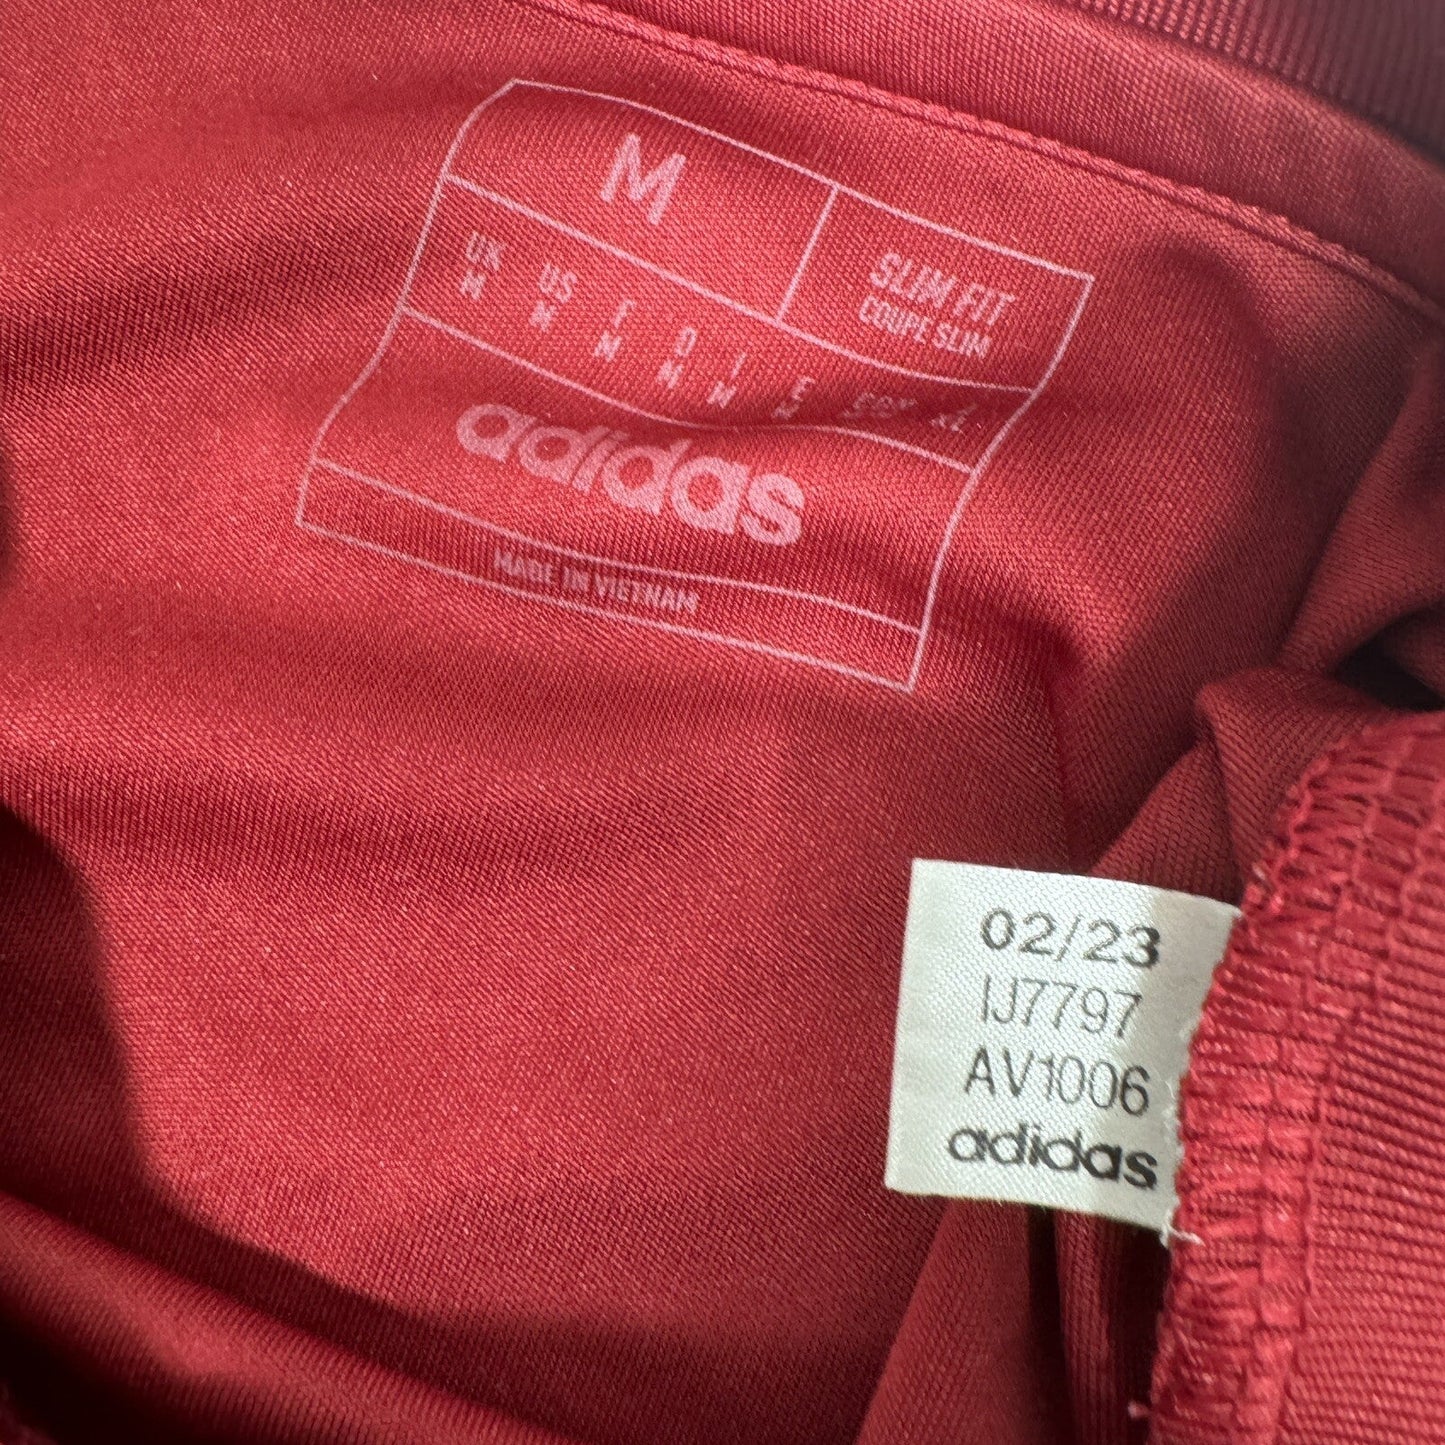 M
SLIM FIT
COUPE SLIM
UK US F D I E
M M M M M M
adidas
MADE IN VIETNAM
02/23
IJ7797
AV1006
adidas